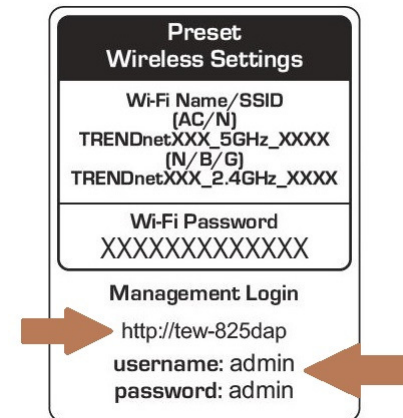 Preset
Wireless Settings
Wi-Fi Name/SSID
(AC/N)
TRENDnetXXX_5GHz_XXXX
(N/B/G)
TRENDnetXXX_2.4GHz_XXXX
Wi-Fi Password
XXXXXXXXXXXXX
Management Login
http://tew-825dap
username: admin
password: admin